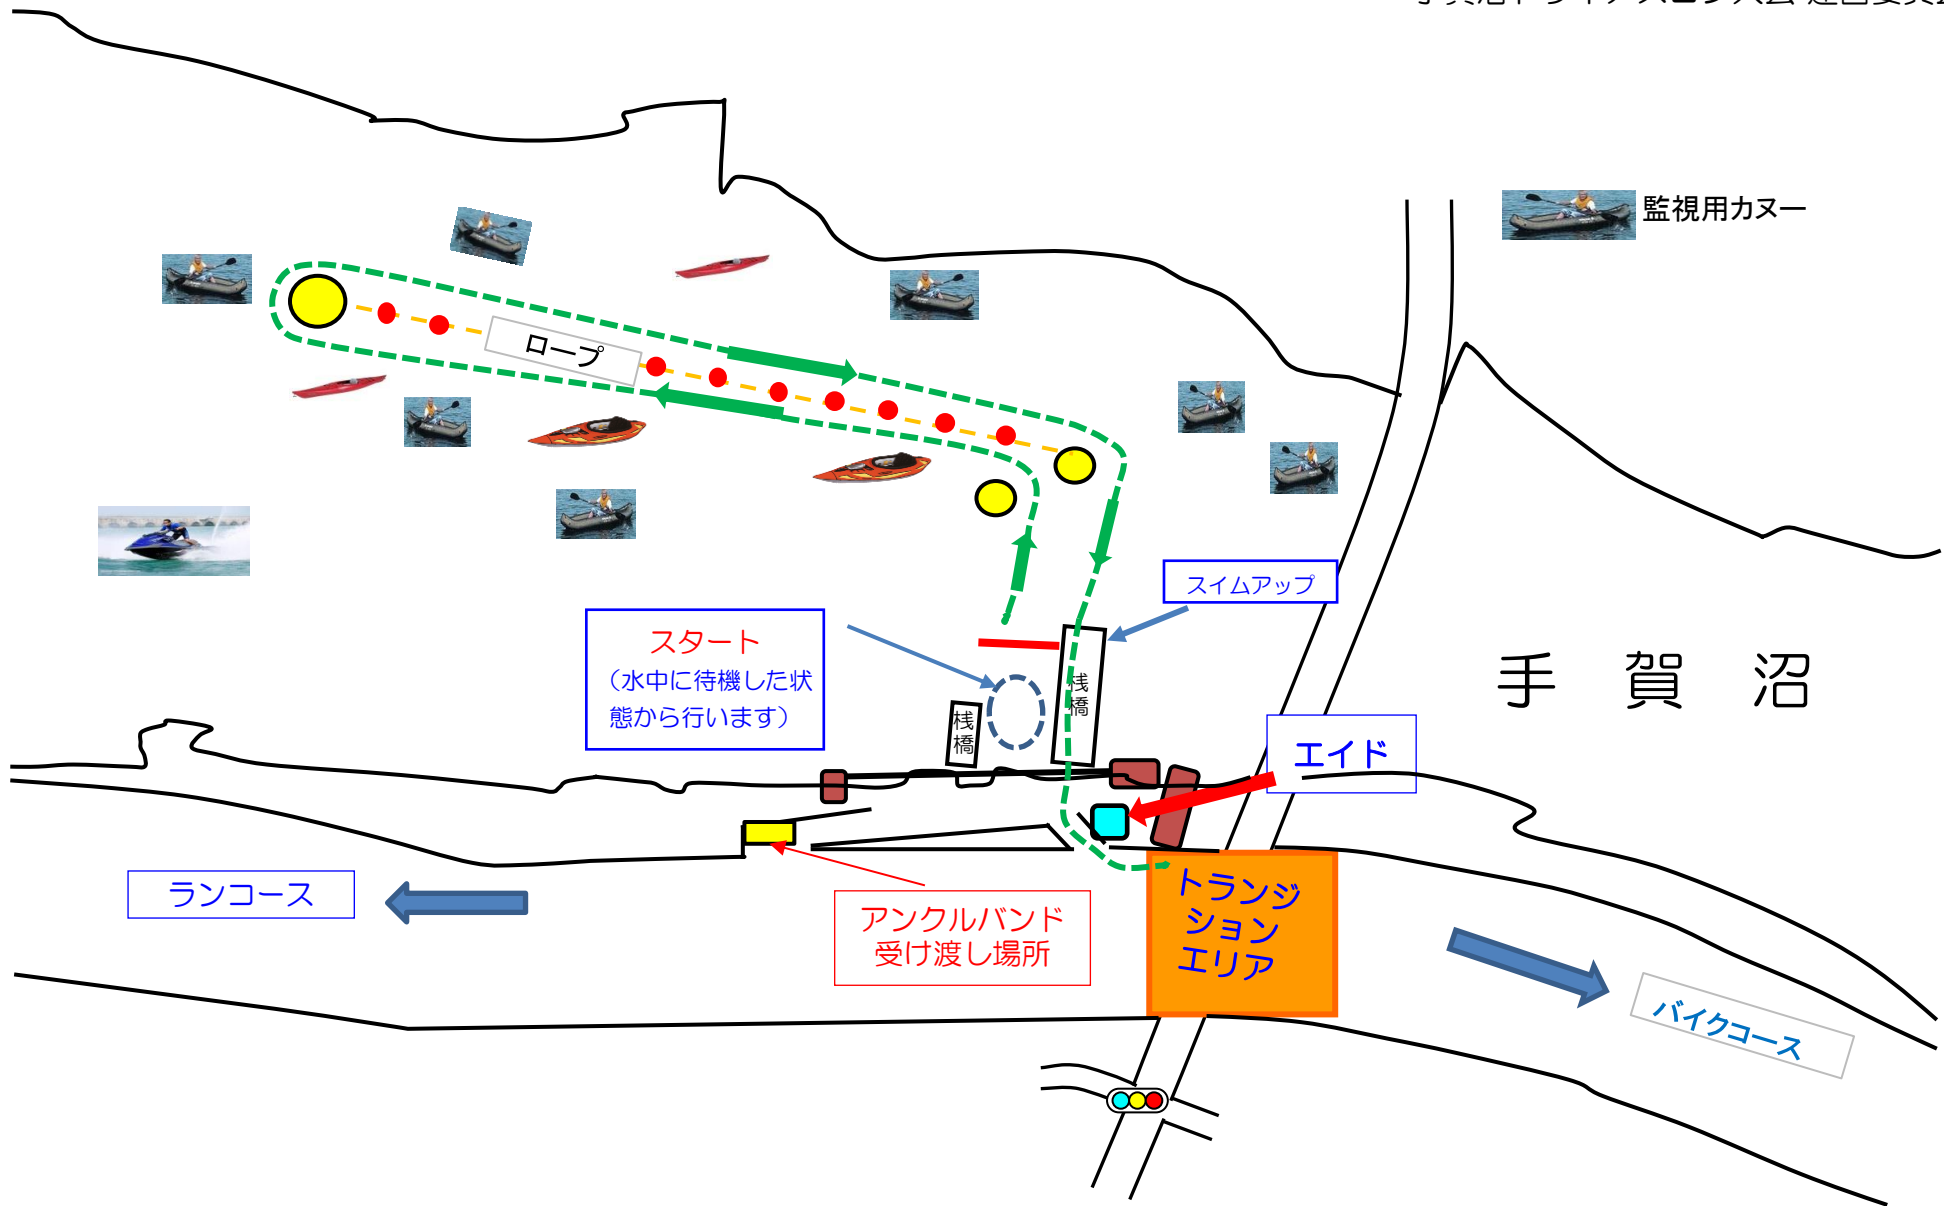 監視用カヌー
ロープ
スイムアップ
スタート
（水中に待機した状
態から行います）
桟橋
桟橋
手賀沼
エイド
ランコース
アンクルバンド
受け渡し場所
トランジ
ション
エリア
バイクコース